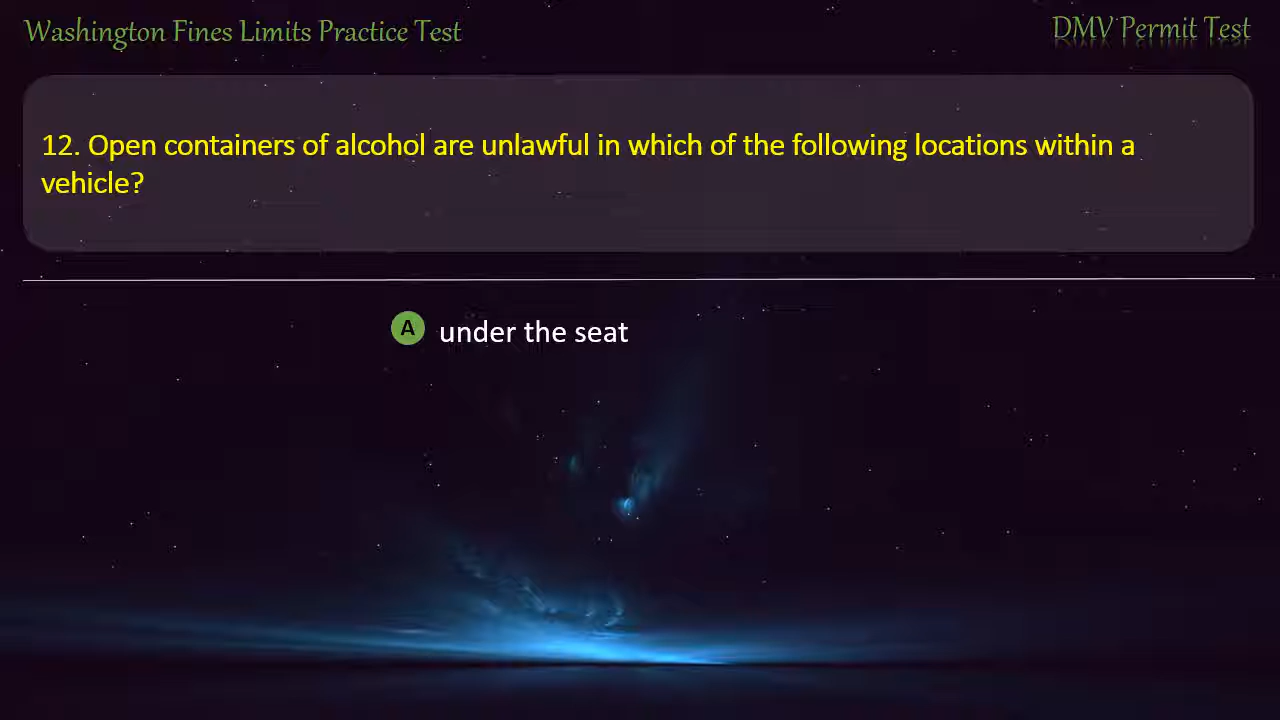 Washington Fines Limits Practice Test
DMV Permit Test
12. Open containers of alcohol are unlawful in which of the following locations within a
vehicle?
A under the seat